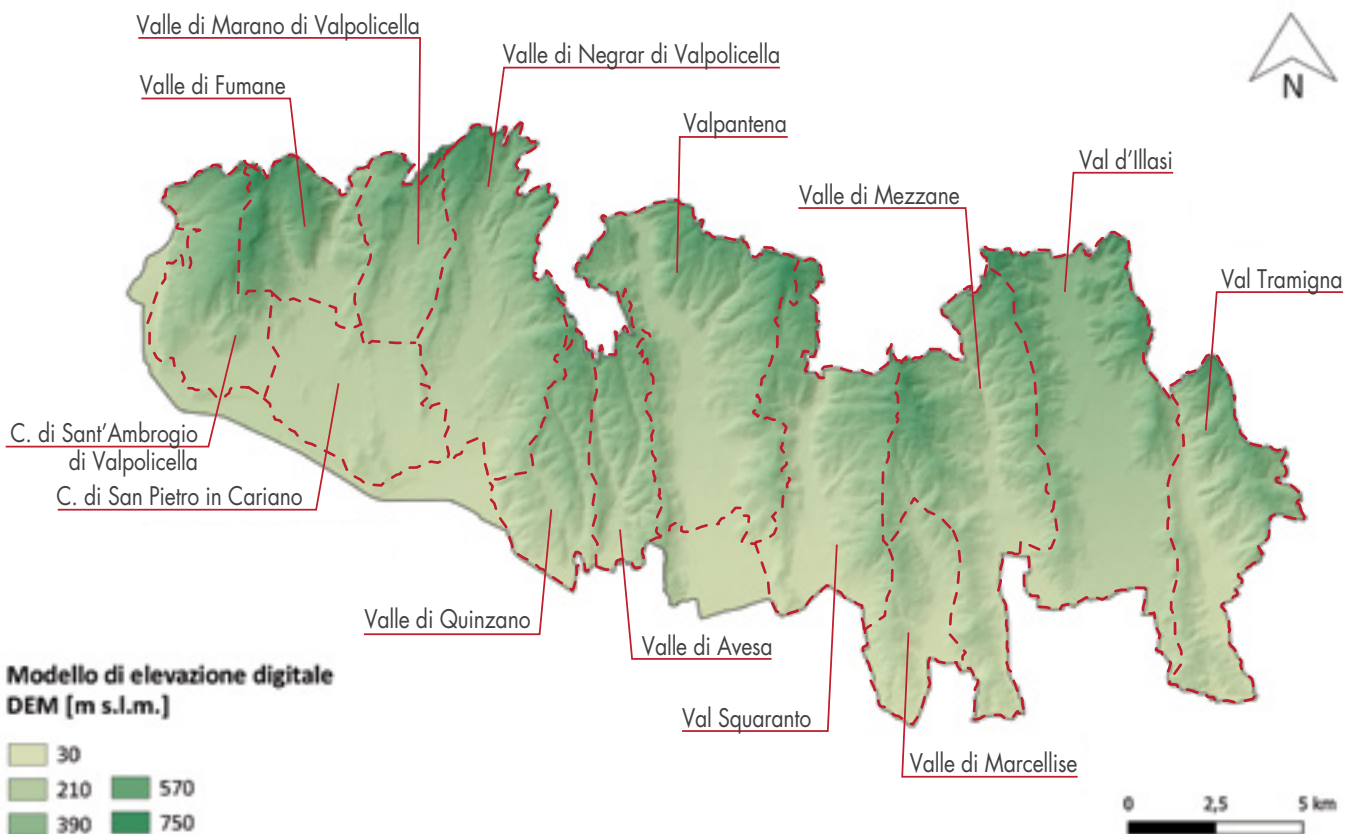 Valle di Marano di Valpolicella
Valle di Negrar di Valpolicella
Valle di Fumane
Valpantena
N
Val d'Illasi
Valle di Mezzane
Val Tramigna
C. di Sant'Ambrogio
di Valpolicella
C. di San Pietro in Cariano
Valle di Quinzano
Valle di Avesa
Val Squaranto
Valle di Marcellise
Modello di elevazione digitale
DEM [m s.l.m.]
30
210 570
390 750
0 2,5 5 km